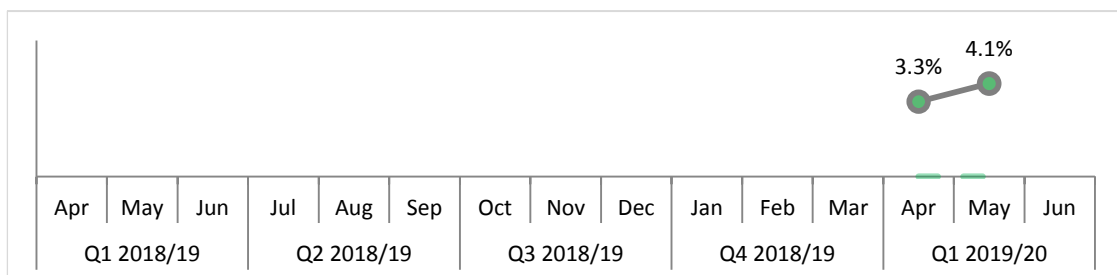 4.1%
3.3%
Apr May Jun Jul Aug Sep Oct Nov Dec Jan Feb Mar Apr May Jun
Q1 2018/19 Q2 2018/19 Q3 2018/19 Q4 2018/19 Q1 2019/20